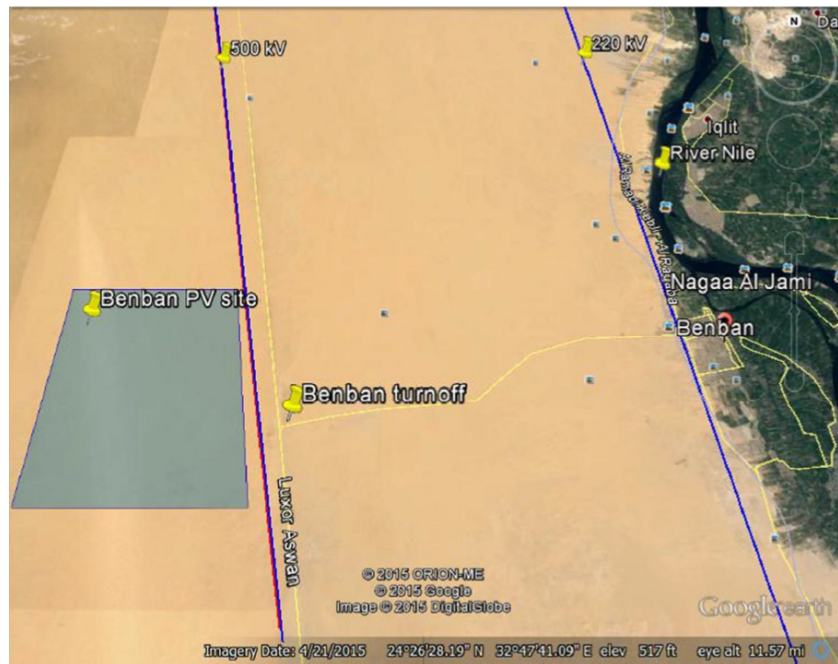 500 kV
220 kV
Da
N
Iqlit
River Nile
Nagaa Al Jami
Benban PV site
Benban
Benban turnoff
Luxor Aswan
© 2015 ORION-ME
© 2015 Google
Image © 2015 DigitalGlobe
Google earth
Imagery Date: 4/21/2015 24°26'28.19" N 32°47'41.09" E elev 517 ft eye alt 11.57 mi